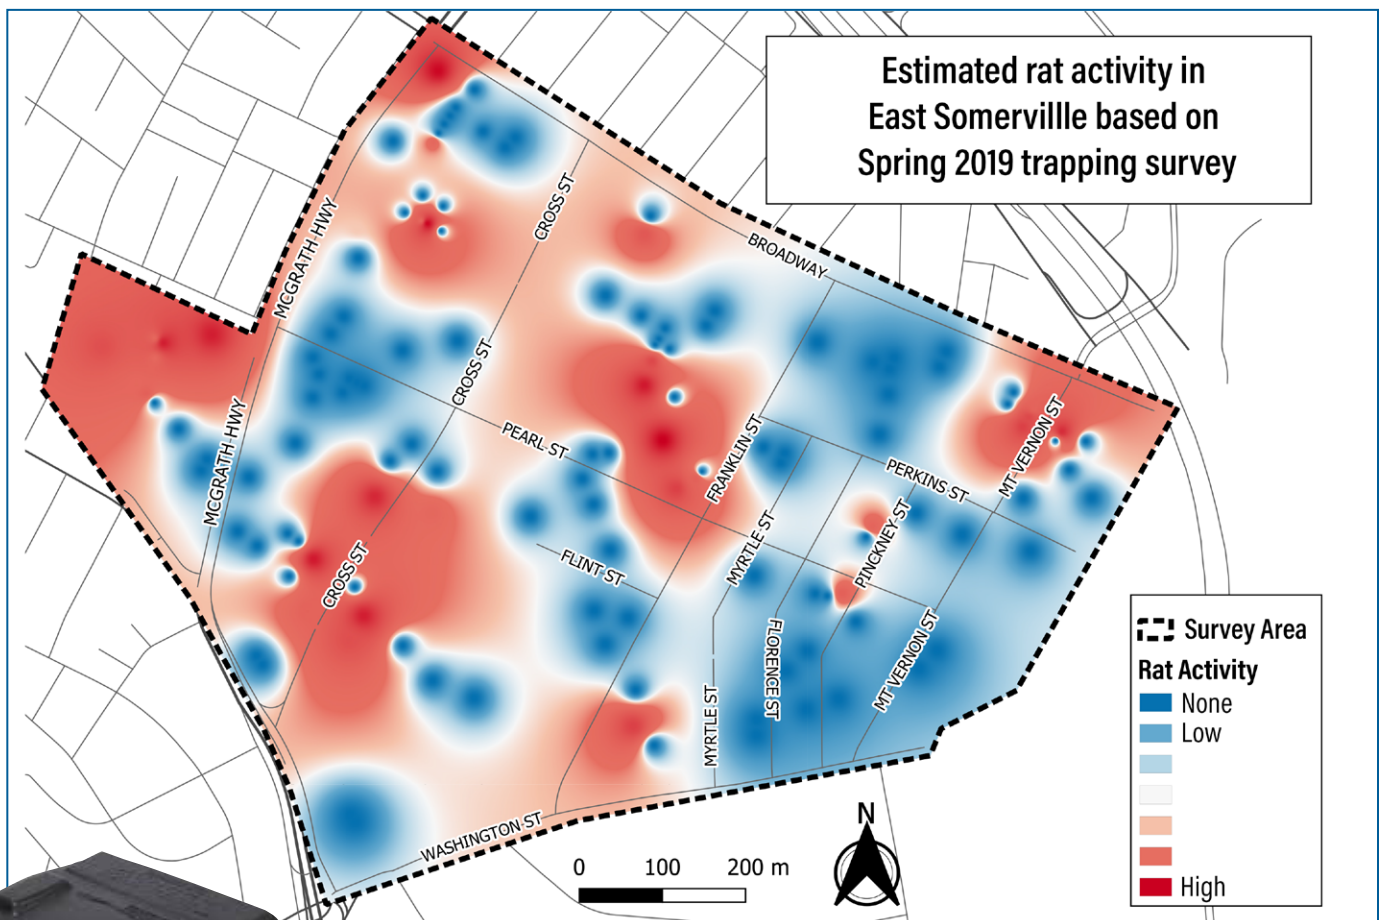 Estimated rat activity in
East Somervillle based on
Spring 2019 trapping survey
CROSS ST
MCGRATH HWY
BROADWAY
CROSS ST
MCGRATH HWY
PEARL ST
FRANKLIN ST
MT VERNON ST
PERKINS ST
CROSS ST
FLINT ST
MYRTLE ST
PINCKNEY ST
FLORENCE ST
MT VERNON ST
MYRTLE ST
WASHINGTON ST
0 100 200 m
N
Survey Area
Rat Activity
None
Low
High